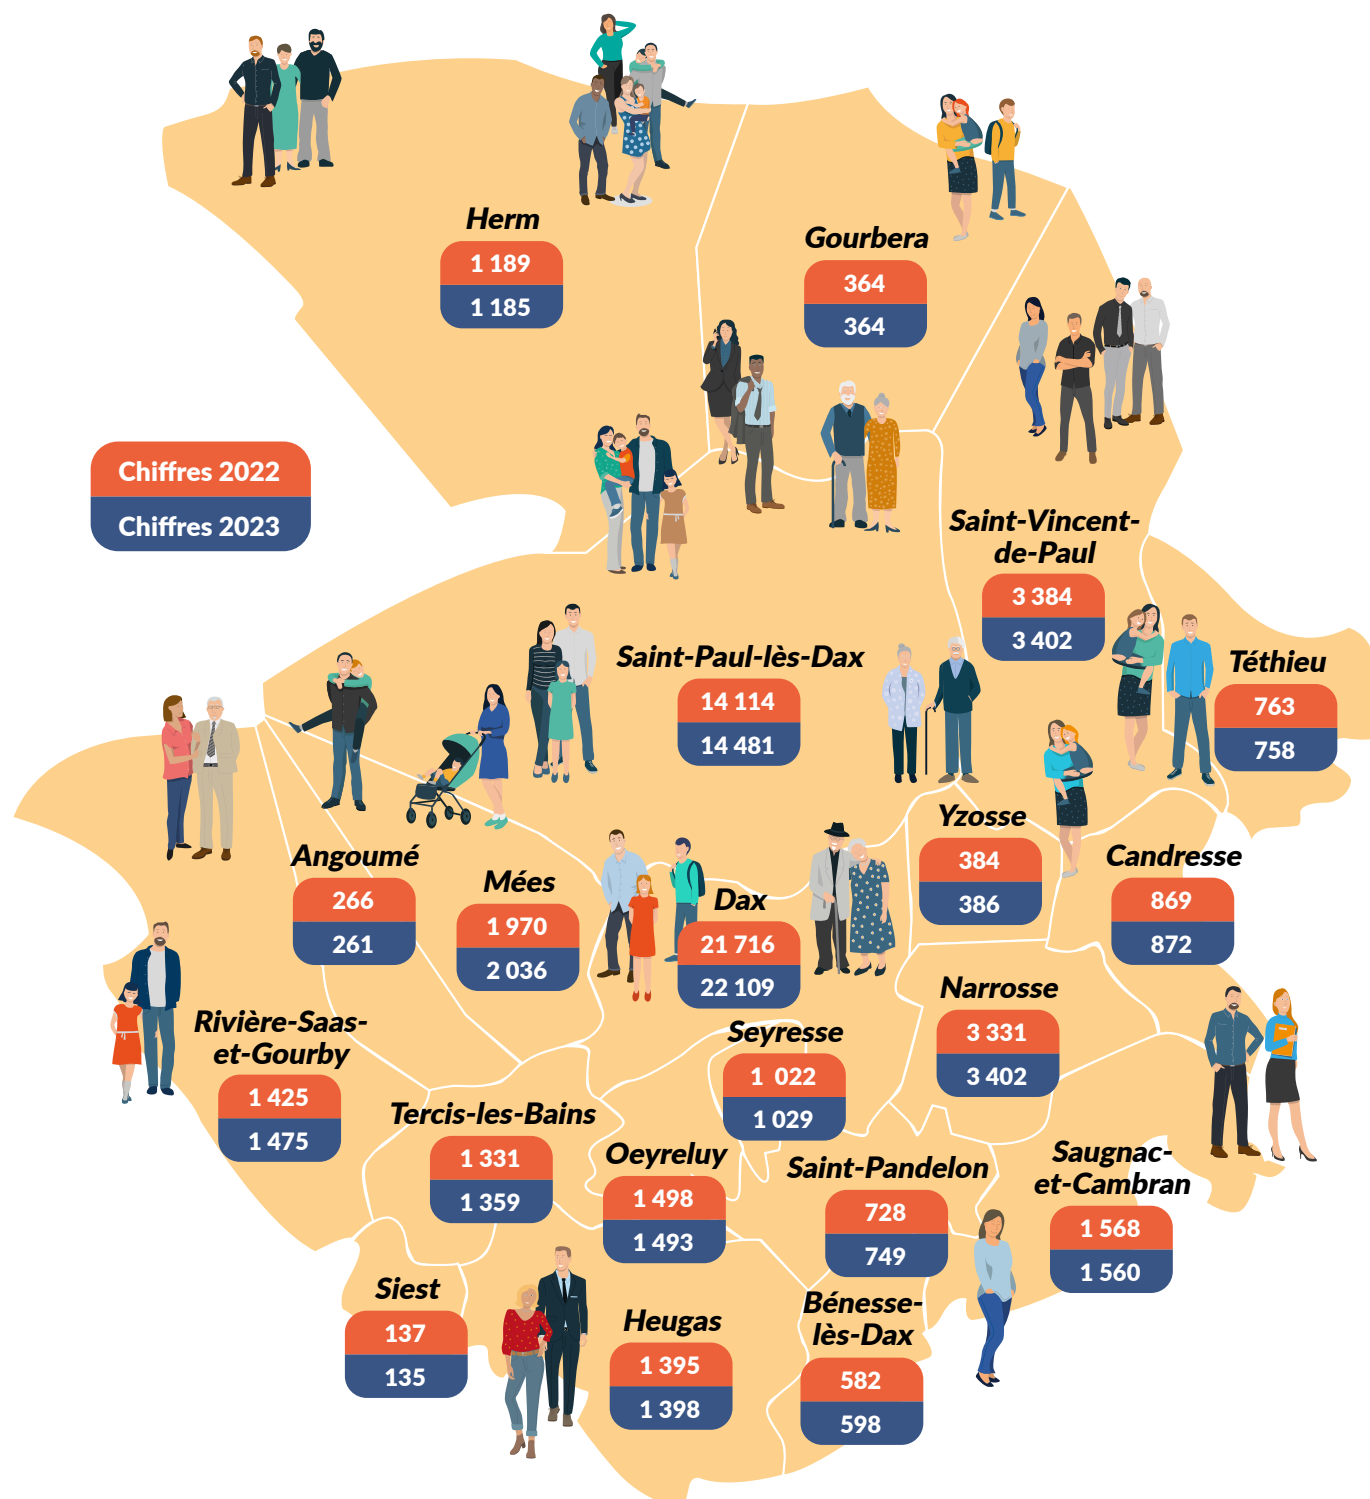 Herm
1 189
1 185
Gourbera
364
364
Chiffres 2022
Chiffres 2023
Saint-Vincent-
de-Paul
3 384
3 402
Saint-Paul-lès-Dax
14 114
14 481
Téthieu
763
758
Yzosse
384
386
Candresse
869
872
Angoumé
266
261
Mées
1 970
2 036
Dax
21 716
22 109
Narrosse
3 331
3 402
Rivière-Saas-
et-Gourby
1 425
1 475
Seyresse
1 022
1 029
Tercis-les-Bains
1 331
1 359
Oeyreluy
1 498
1 493
Saint-Pandelon
728
749
Saugnac-
et-Cambran
1 568
1 560
Siest
137
135
Heugas
1 395
1 398
Bénesse-
lès-Dax
582
598